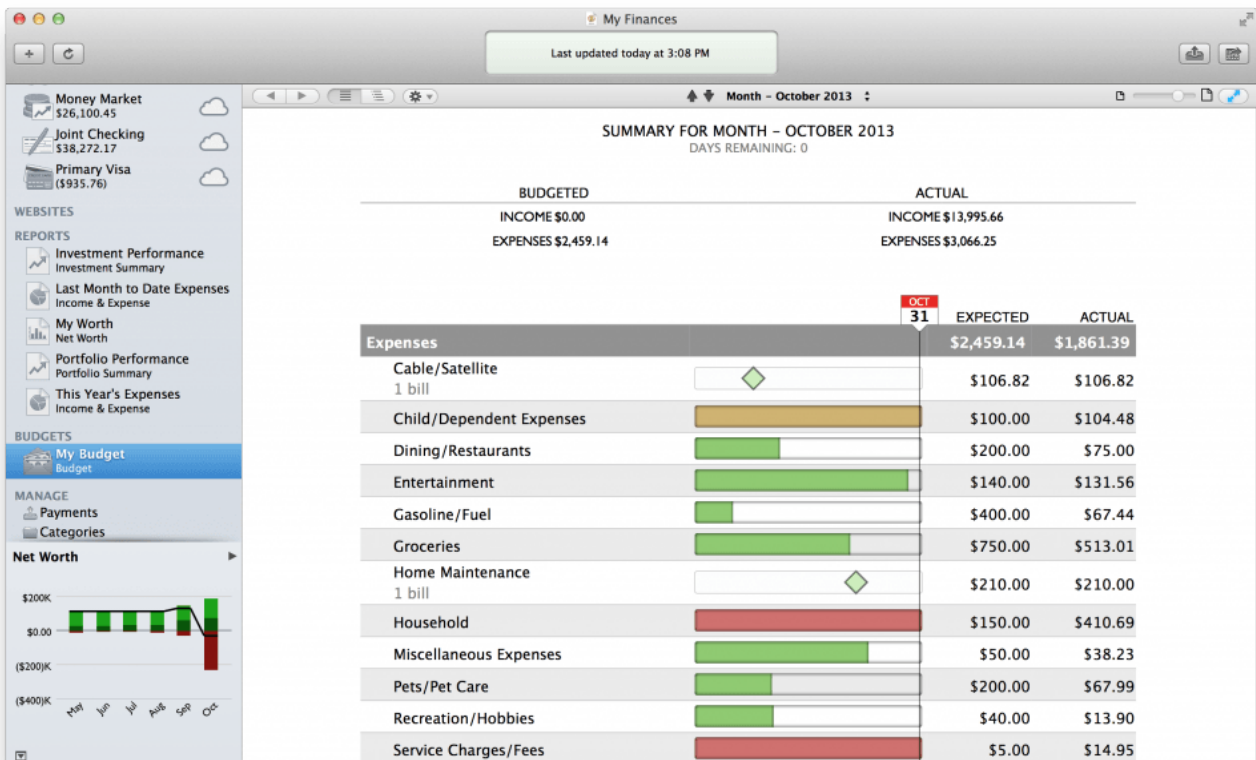 My Finances
Last updated today at 3:08 PM
Money Market
$26,100.45
Joint Checking
$38,272.17
Primary Visa
($935.76)
WEBSITES
REPORTS
Investment Performance
Investment Summary
Last Month to Date Expenses
Income & Expense
My Worth
Net Worth
Portfolio Performance
Portfolio Summary
This Year's Expenses
Income & Expense
BUDGETS
My Budget
Budget
MANAGE
Payments
Categories
Net Worth
$200K
$0.00
($200)K
($400)K
May Jun Jul Aug Sep Oct
Month – October 2013
SUMMARY FOR MONTH – OCTOBER 2013
DAYS REMAINING: 0
BUDGETED ACTUAL
INCOME $0.00 INCOME $13,995.66
EXPENSES $2,459.14 EXPENSES $3,066.25
OCT
31 EXPECTED ACTUAL
Expenses $2,459.14 $1,861.39
Cable/Satellite
1 bill $106.82 $106.82
Child/Dependent Expenses $100.00 $104.48
Dining/Restaurants $200.00 $75.00
Entertainment $140.00 $131.56
Gasoline/Fuel $400.00 $67.44
Groceries $750.00 $513.01
Home Maintenance
1 bill $210.00 $210.00
Household $150.00 $410.69
Miscellaneous Expenses $50.00 $38.23
Pets/Pet Care $200.00 $67.99
Recreation/Hobbies $40.00 $13.90
Service Charges/Fees $5.00 $14.95